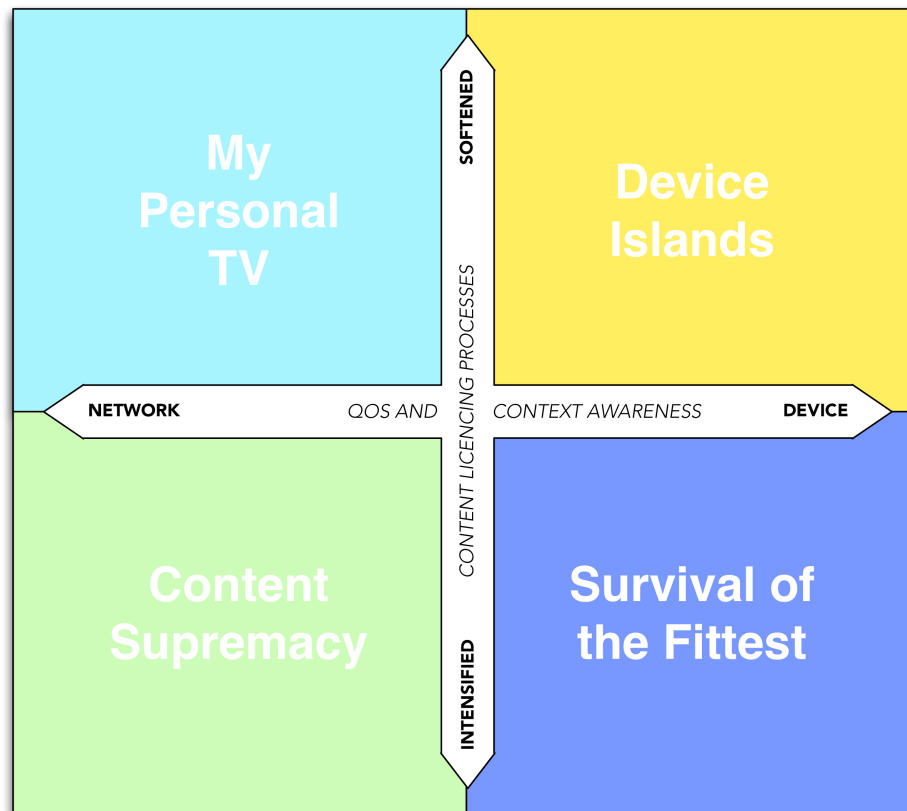 SOFTENED
My
Personal
TV
Device
Islands
NETWORK
QOS AND CONTEXT AWARENESS
DEVICE
CONTENT LICENCING PROCESSES
Content
Supremacy
Survival of
the Fittest
INTENSIFIED